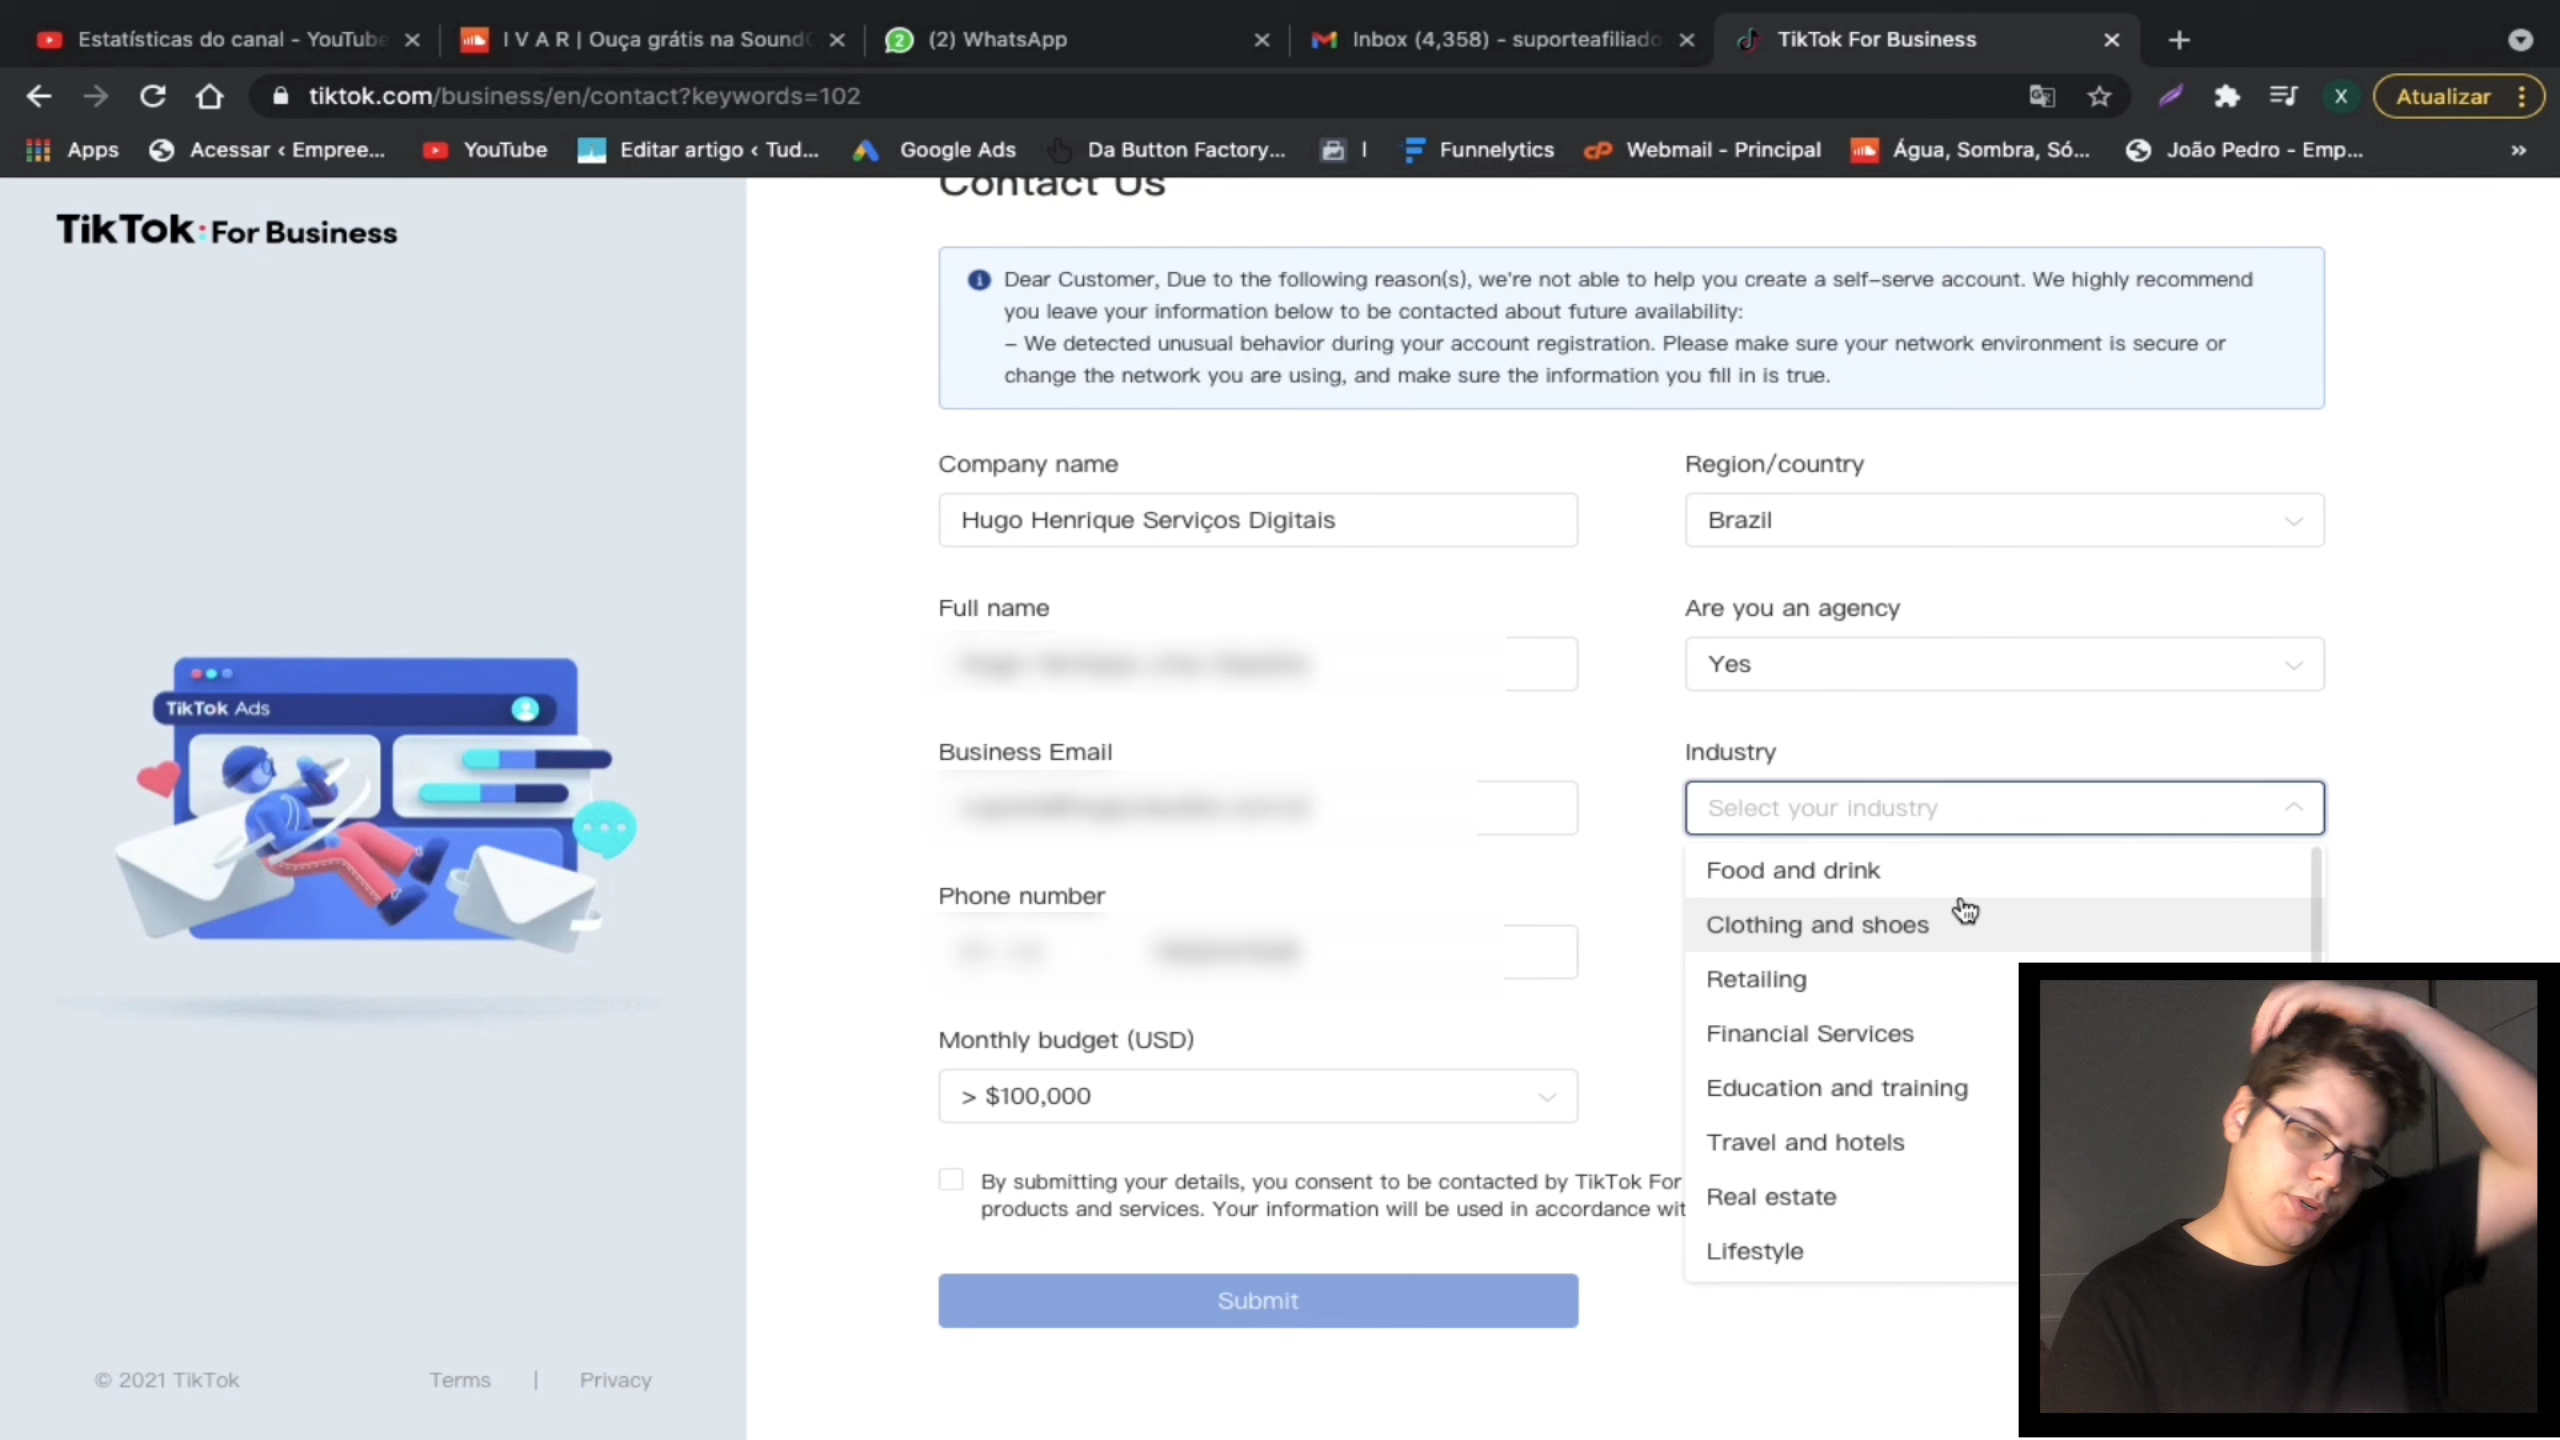 Estatísticas do canal - YouTube
I V A R | Ouça grátis na Sound
(2) WhatsApp
Inbox (4,358) - suporteafiliado
TikTok For Business
tiktok.com/business/en/contact?keywords=102
X
Atualizar
Apps
Acessar ‹ Empree...
YouTube
Editar artigo ‹ Tud...
Google Ads
Da Button Factory...
I
Funnelytics
Webmail - Principal
Água, Sombra, Só...
João Pedro - Emp...
»
TikTok: For Business
TikTok Ads
© 2021 TikTok
Terms
|
Privacy
Contact Us
Dear Customer, Due to the following reason(s), we're not able to help you create a self-serve account. We highly recommend
you leave your information below to be contacted about future availability:
- We detected unusual behavior during your account registration. Please make sure your network environment is secure or
change the network you are using, and make sure the information you fill in is true.
Company name
Hugo Henrique Serviços Digitais
Region/country
Brazil
Full name
Are you an agency
Yes
Business Email
Industry
Select your industry
Food and drink
Clothing and shoes
Retailing
Financial Services
Education and training
Travel and hotels
Real estate
Lifestyle
Phone number
Monthly budget (USD)
> $100,000
By submitting your details, you consent to be contacted by TikTok For
products and services. Your information will be used in accordance wit
Submit